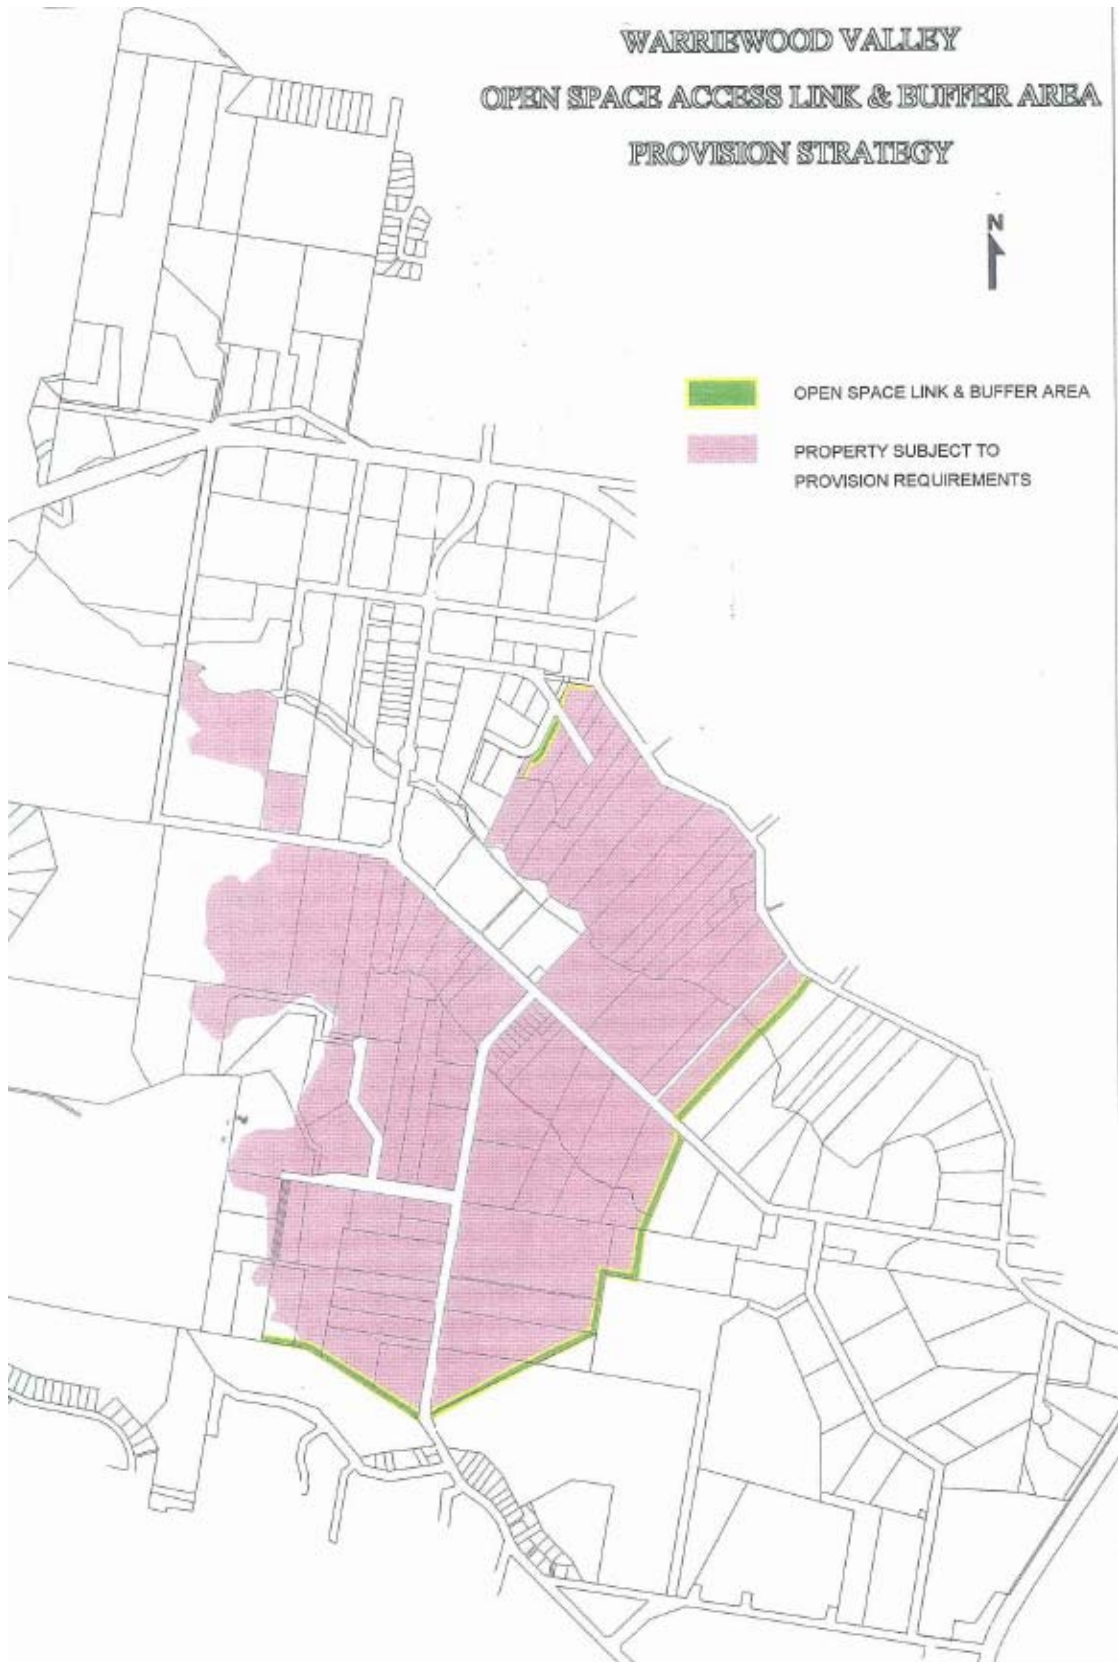 WARRIEWOOD VALLEY
OPEN SPACE ACCESS LINK & BUFFER AREA
PROVISION STRATEGY
N
OPEN SPACE LINK & BUFFER AREA
PROPERTY SUBJECT TO
PROVISION REQUIREMENTS